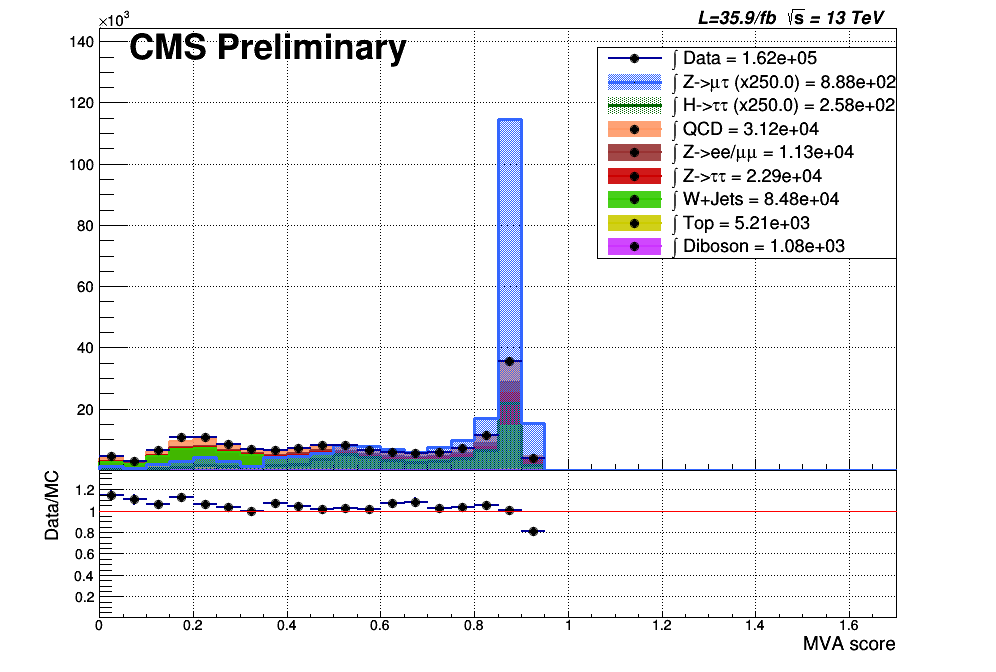 ×10³
L=35.9/fb √s = 13 TeV
CMS Preliminary
∫ Data = 1.62e+05
∫ Z->μτ (x250.0) = 8.88e+02
∫ H->ττ (x250.0) = 2.58e+02
∫ QCD = 3.12e+04
∫ Z->ee/μμ = 1.13e+04
∫ Z->ττ = 2.29e+04
∫ W+Jets = 8.48e+04
∫ Top = 5.21e+03
∫ Diboson = 1.08e+03
140
120
100
80
60
40
20
Data/MC
1.2
1
0.8
0.6
0.4
0.2
0 0.2 0.4 0.6 0.8 1 1.2 1.4 1.6
MVA score